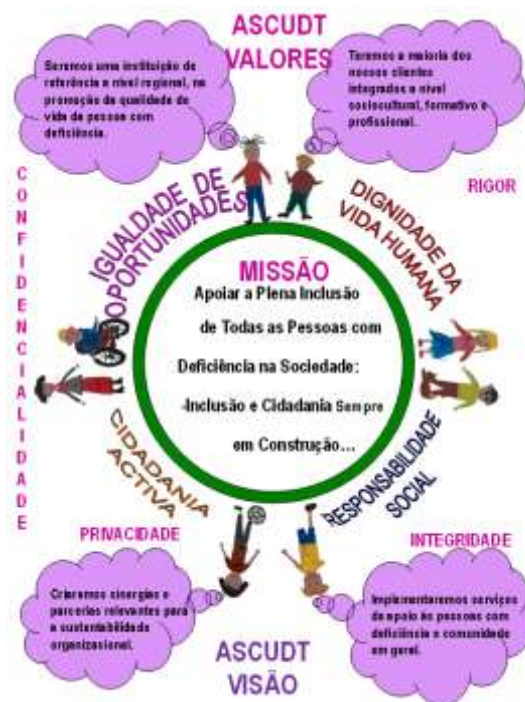 ASCUDT
VALORES
Seremos uma instituição de
referência a nível regional, na
promoção da qualidade de
vida da pessoa com
deficiência.
Teremos a maioria dos
nossos clientes
integrados a nível
sociocultural, formativo e
profissional.
CONFIDENCIALIDADE
RIGOR
IGUALDADE DE
OPORTUNIDADES
DIGNIDADE DA
VIDA HUMANA
MISSÃO
Apoiar a Plena Inclusão
de Todas as Pessoas com
Deficiência na Sociedade:
-Inclusão e Cidadania Sempre
em Construção...
CIDADANIA
ACTIVA
RESPONSABILIDADE
SOCIAL
PRIVACIDADE
INTEGRIDADE
Criaremos sinergias e
parcerias relevantes para
a sustentabilidade
organizacional.
Implementaremos serviços
de apoio às pessoas com
deficiência e comunidade
em geral.
ASCUDT
VISÃO